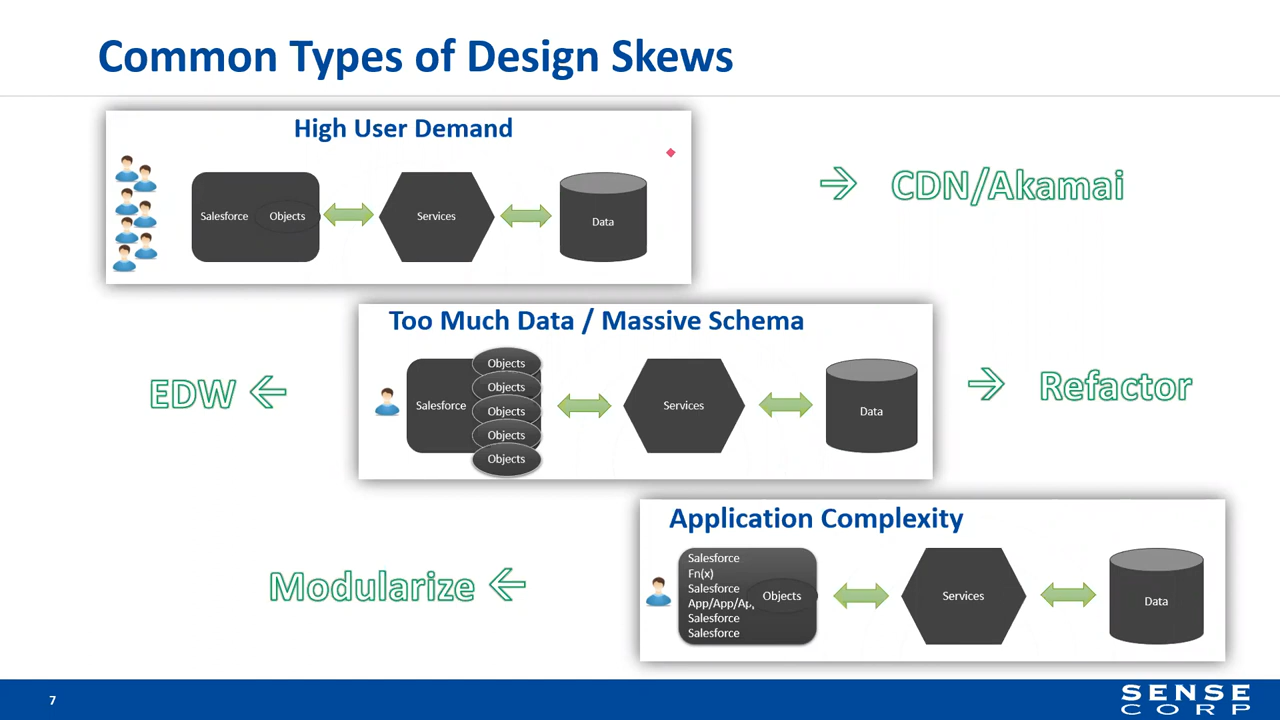 Common Types of Design Skews
High User Demand
Salesforce
Objects
Services
Data
→ CDN/Akamai
Too Much Data / Massive Schema
Salesforce
Objects
Objects
Objects
Objects
Objects
Services
Data
EDW ←
→ Refactor
Application Complexity
Salesforce
Fn(x)
Salesforce
App/App/App
Salesforce
Salesforce
Objects
Services
Data
Modularize ←
7
SENSE
CORP